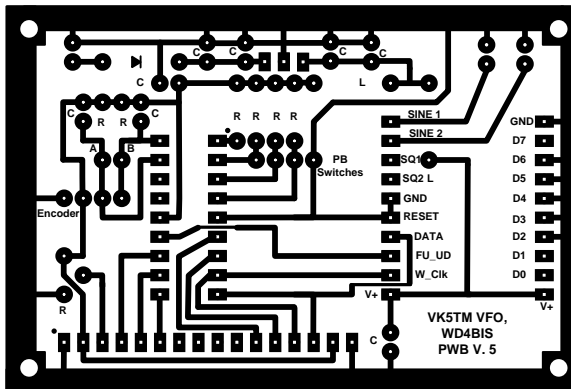 C C C C
C L
C R R C
R R R R
A B
SINE 1
SINE 2
SQ1
SQ2 L
GND
RESET
DATA
FU_UD
W_Clk
V+
PB
Switches
Encoder
R
GND
D7
D6
D5
D4
D3
D2
D1
D0
V+
C
VK5TM VFO,
WD4BIS
PWB V. 5